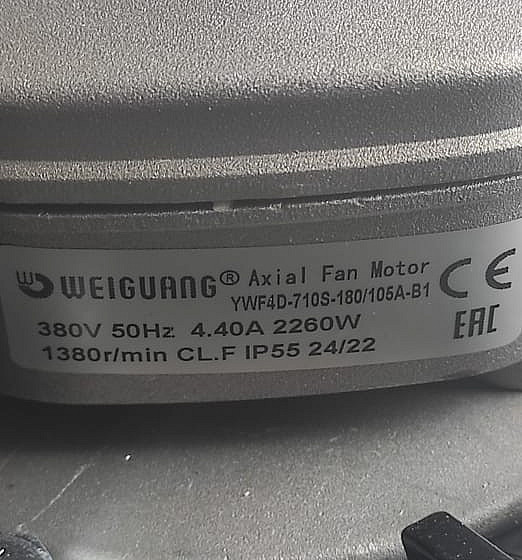 WEIGUANG® Axial Fan Motor
YWF4D-710S-180/105A-B1
380V 50Hz 4.40A 2260W
1380r/min CL.F IP55 24/22
CE
EAC